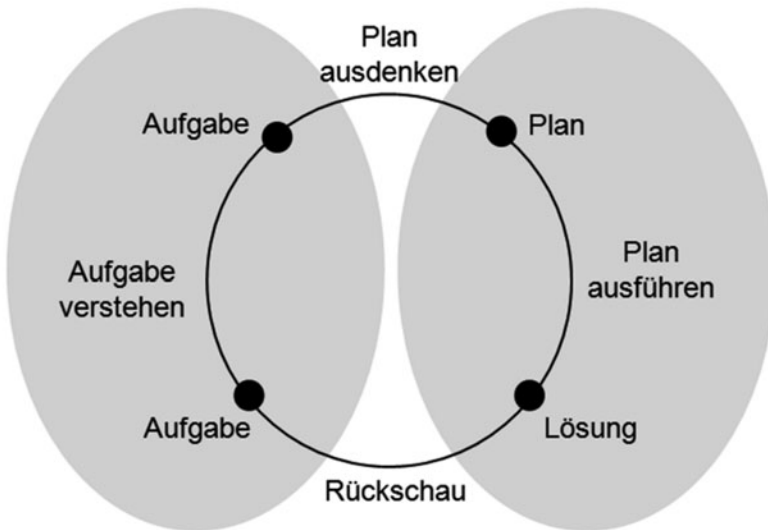 Plan
ausdenken
Aufgabe
Plan
Aufgabe
verstehen
Plan
ausführen
Aufgabe
Lösung
Rückschau